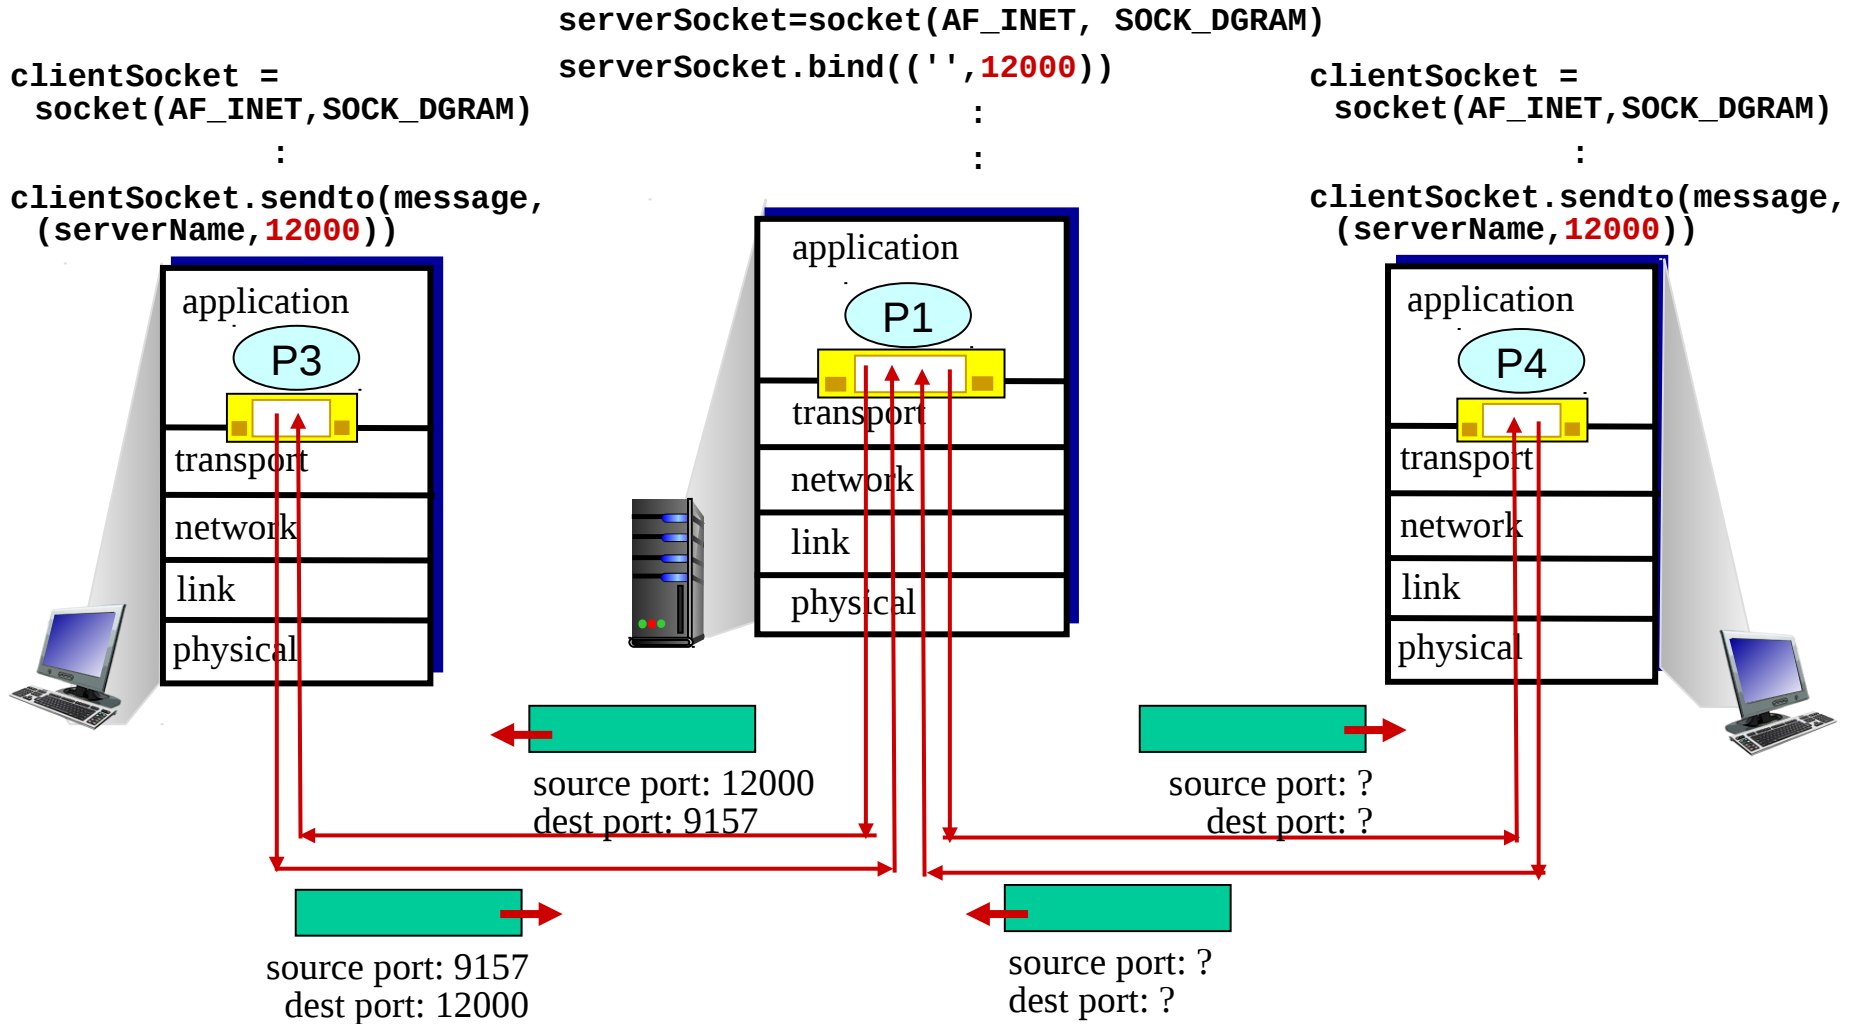 serverSocket=socket(AF_INET, SOCK_DGRAM)
serverSocket.bind(('',12000))
:
:
clientSocket =
socket(AF_INET,SOCK_DGRAM)
:
clientSocket.sendto(message,
(serverName,12000))
clientSocket =
socket(AF_INET,SOCK_DGRAM)
:
clientSocket.sendto(message,
(serverName,12000))
application
P3
transport
network
link
physical
application
P1
transport
network
link
physical
application
P4
transport
network
link
physical
source port: 12000
dest port: 9157
source port: ?
dest port: ?
source port: 9157
dest port: 12000
source port: ?
dest port: ?